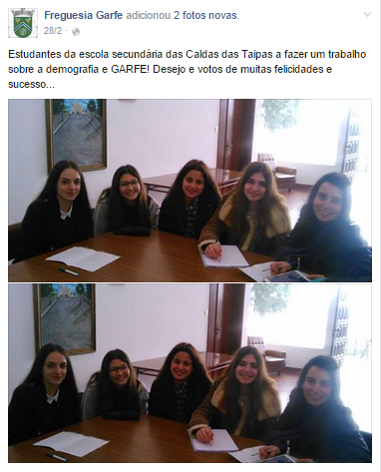 Freguesia Garfe adicionou 2 fotos novas.
28/2 ·
Estudantes da escola secundária das Caldas das Taipas a fazer um trabalho
sobre a demografia e GARFE! Desejo e votos de muitas felicidades e
sucesso...